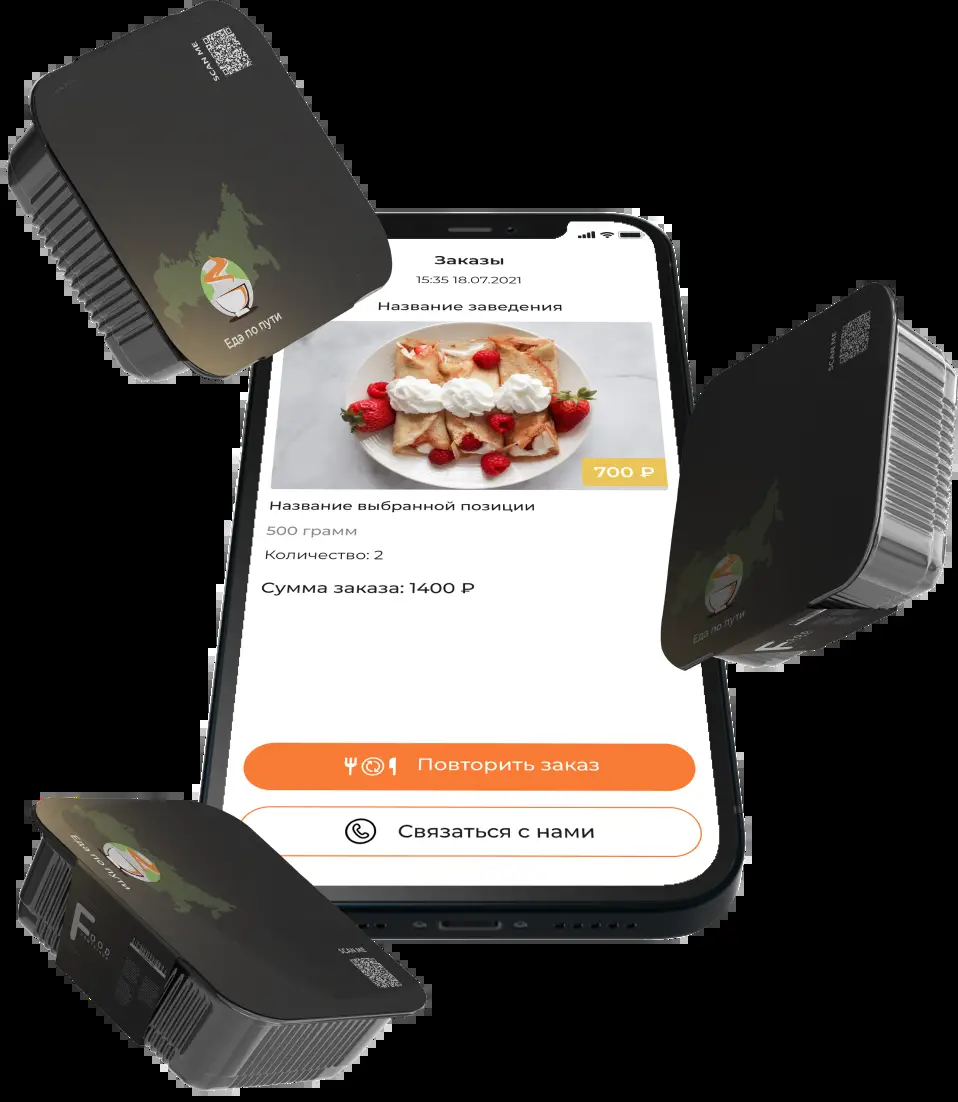 SCAN ME
Еда по пути
Заказы
15:35 18.07.2021
Название заведения
700 ₽
Название выбранной позиции
500 грамм
Количество: 2
Сумма заказа: 1400 ₽
Повторить заказ
Связаться с нами
SCAN ME
Еда по пути
FOOD
Еда по пути
FOOD
SCAN ME